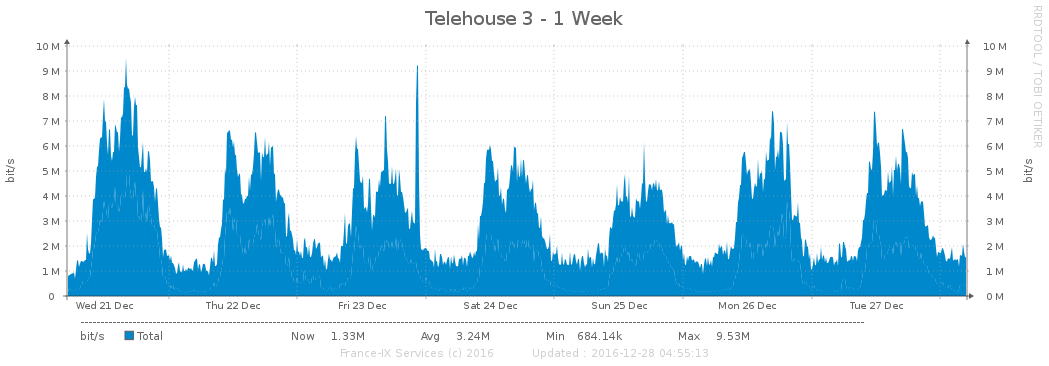 Telehouse 3 - 1 Week
RRDTOOL / TOBI OETIKER
10 M 10 M
9 M 9 M
8 M 8 M
7 M 7 M
6 M 6 M
5 M 5 M
4 M 4 M
3 M 3 M
2 M 2 M
1 M 1 M
0 0 M
bit/s bit/s
Wed 21 Dec Thu 22 Dec Fri 23 Dec Sat 24 Dec Sun 25 Dec Mon 26 Dec Tue 27 Dec
bit/s Total Now 1.33M Avg 3.24M Min 684.14k Max 9.53M
France-IX Services (c) 2016 Updated : 2016-12-28 04:55:13